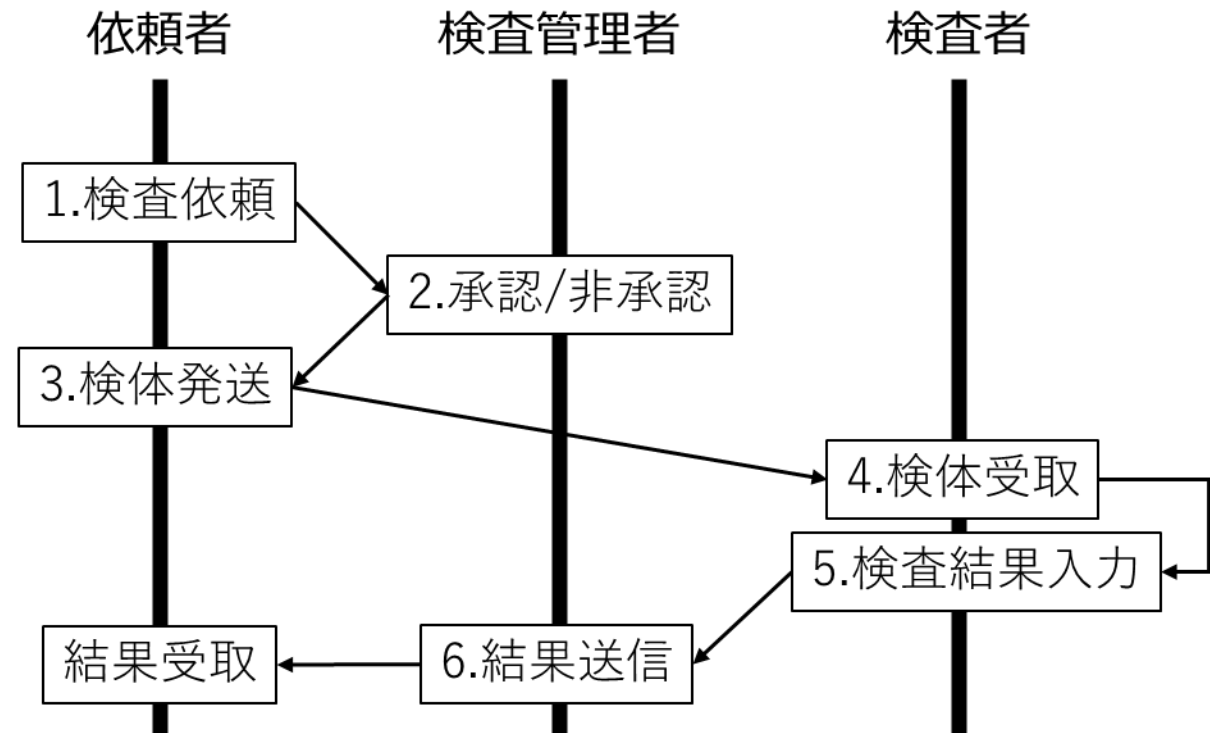 依頼者
検査管理者
検査者
1.検査依頼
2.承認/非承認
3.検体発送
4.検体受取
5.検査結果入力
結果受取
6.結果送信